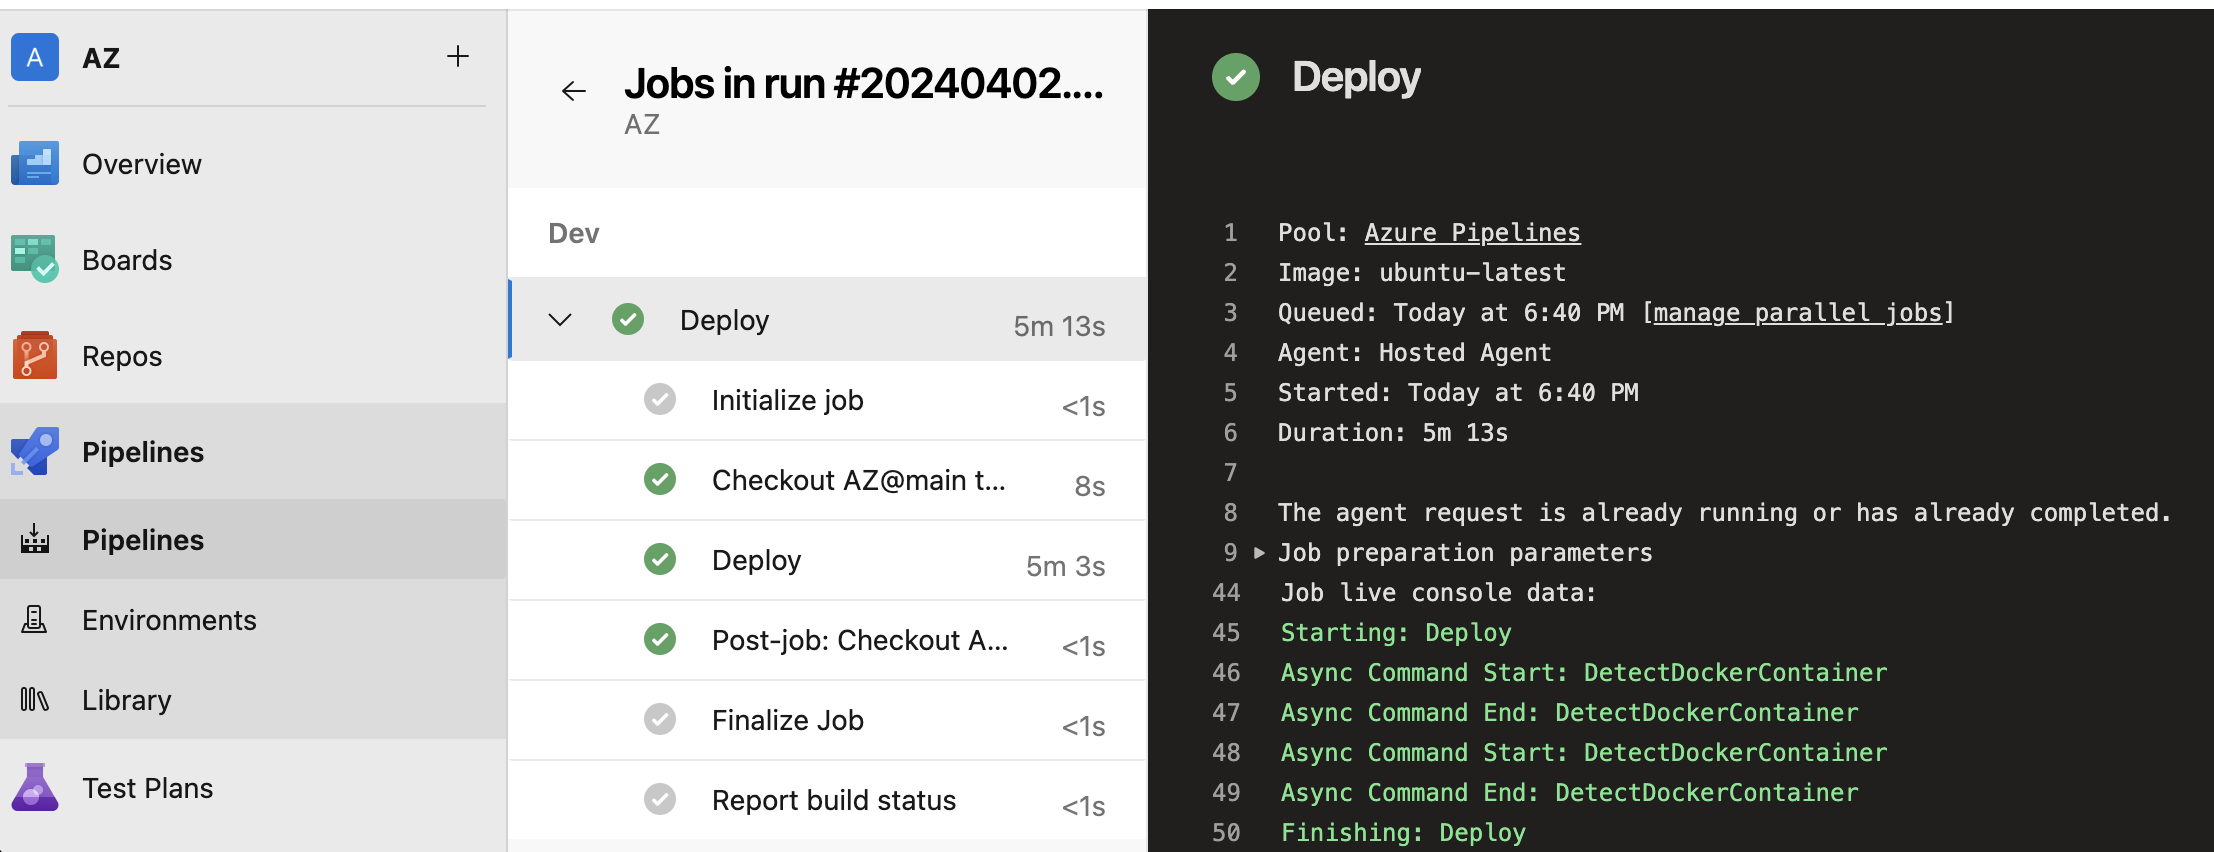 A AZ +
Overview
Boards
Repos
Pipelines
Pipelines
Environments
Library
Test Plans
Jobs in run #20240402....
AZ
Dev
Deploy 5m 13s
Initialize job <1s
Checkout AZ@main t... 8s
Deploy 5m 3s
Post-job: Checkout A... <1s
Finalize Job <1s
Report build status <1s
Deploy
1 Pool: Azure Pipelines
2 Image: ubuntu-latest
3 Queued: Today at 6:40 PM [manage parallel jobs]
4 Agent: Hosted Agent
5 Started: Today at 6:40 PM
6 Duration: 5m 13s
7
8 The agent request is already running or has already completed.
9 Job preparation parameters
44 Job live console data:
45 Starting: Deploy
46 Async Command Start: DetectDockerContainer
47 Async Command End: DetectDockerContainer
48 Async Command Start: DetectDockerContainer
49 Async Command End: DetectDockerContainer
50 Finishing: Deploy